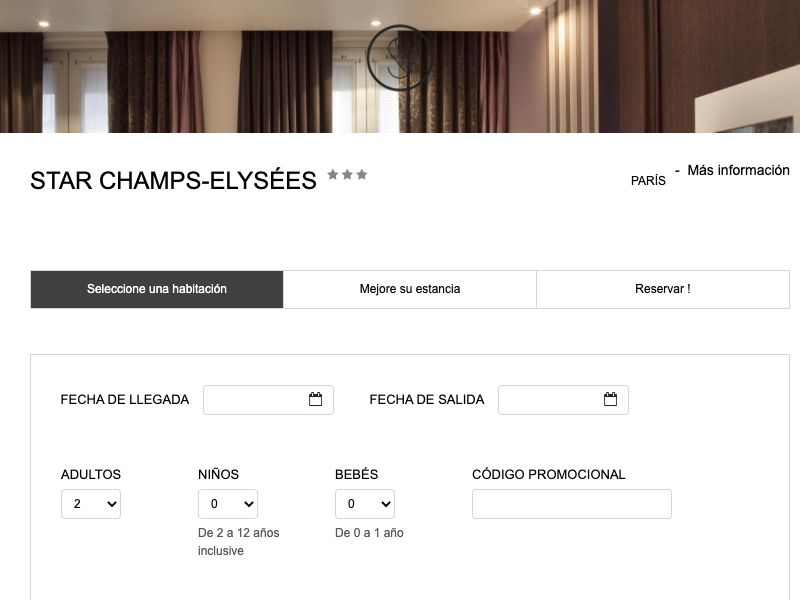 STAR CHAMPS-ELYSÉES
PARÍS - Más información
Seleccione una habitación
Mejore su estancia
Reservar !
FECHA DE LLEGADA
FECHA DE SALIDA
ADULTOS
NIÑOS
BEBÉS
CÓDIGO PROMOCIONAL
2
0
0
De 2 a 12 años
inclusive
De 0 a 1 año